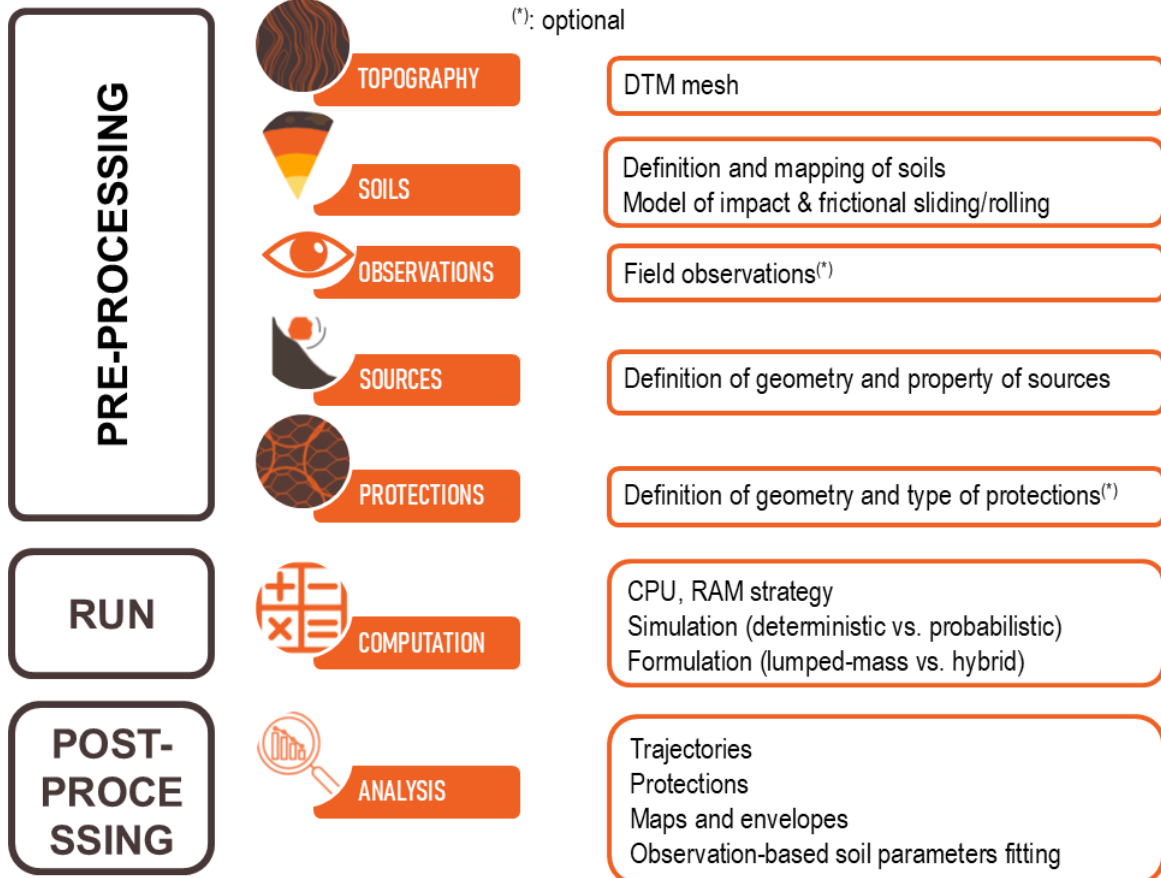 (*): optional
PRE-PROCESSING
TOPOGRAPHY
DTM mesh
SOILS
Definition and mapping of soils
Model of impact & frictional sliding/rolling
OBSERVATIONS
Field observations(*)
SOURCES
Definition of geometry and property of sources
PROTECTIONS
Definition of geometry and type of protections(*)
RUN
COMPUTATION
CPU, RAM strategy
Simulation (deterministic vs. probabilistic)
Formulation (lumped-mass vs. hybrid)
POST-
PROCE
SSING
ANALYSIS
Trajectories
Protections
Maps and envelopes
Observation-based soil parameters fitting